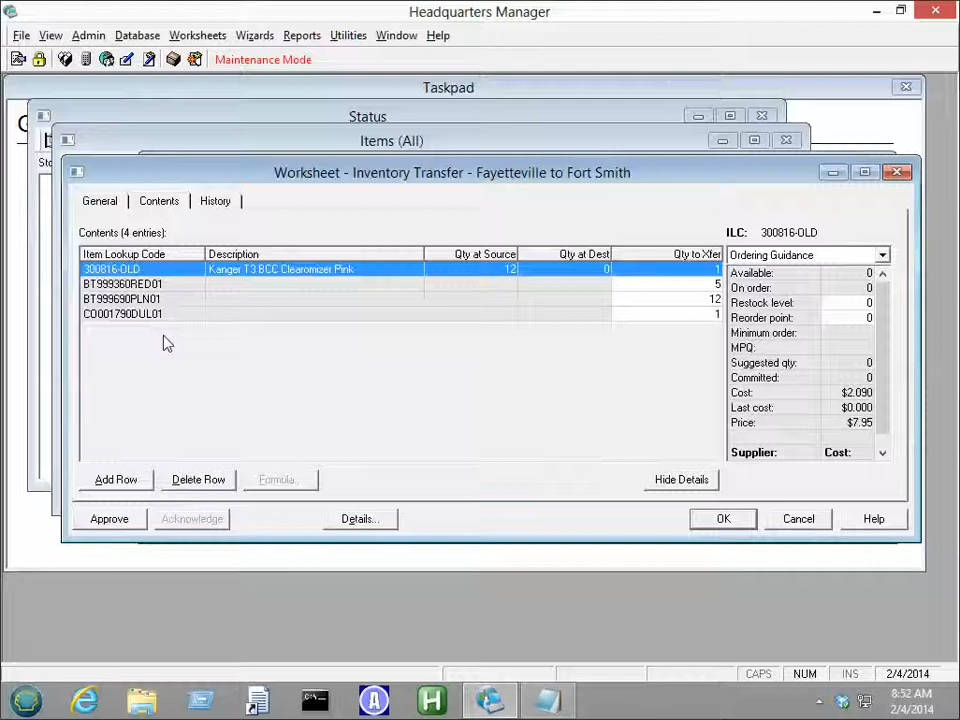 Headquarters Manager
File View Admin Database Worksheets Wizards Reports Utilities Window Help
Maintenance Mode
Taskpad
Status
Items (All)
Worksheet - Inventory Transfer - Fayetteville to Fort Smith
General Contents History
Contents (4 entries):
ILC: 300816-OLD
Item Lookup Code Description Qty at Source Qty at Dest Qty to Xfer
Ordering Guidance
300816-OLD Kanger T3 BCC Clearomizer Pink 12 0 1
BT999360RED01 5
BT999690PLN01 12
CO001790DUL01 1
Available: 0
On order: 0
Restock level: 0
Reorder point: 0
Minimum order:
MPQ:
Suggested qty: 0
Committed: 0
Cost: $2.090
Last cost: $0.000
Price: $7.95
Supplier: Cost:
Add Row Delete Row Formula... Hide Details
Approve Acknowledge Details... OK Cancel Help
CAPS NUM INS 2/4/2014
8:52 AM
2/4/2014